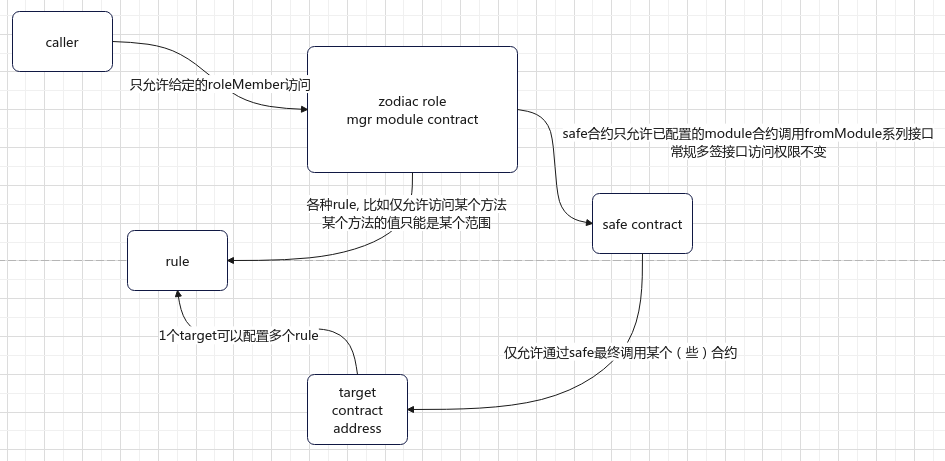 caller
只允许给定的roleMember访问
zodiac role
mgr module contract
safe合约只允许已配置的module合约调用fromModule系列接口
常规多签接口访问权限不变
各种rule, 比如仅允许访问某个方法
某个方法的值只能是某个范围
safe contract
rule
1个target可以配置多个rule
仅允许通过safe最终调用某个（些）合约
target
contract
address